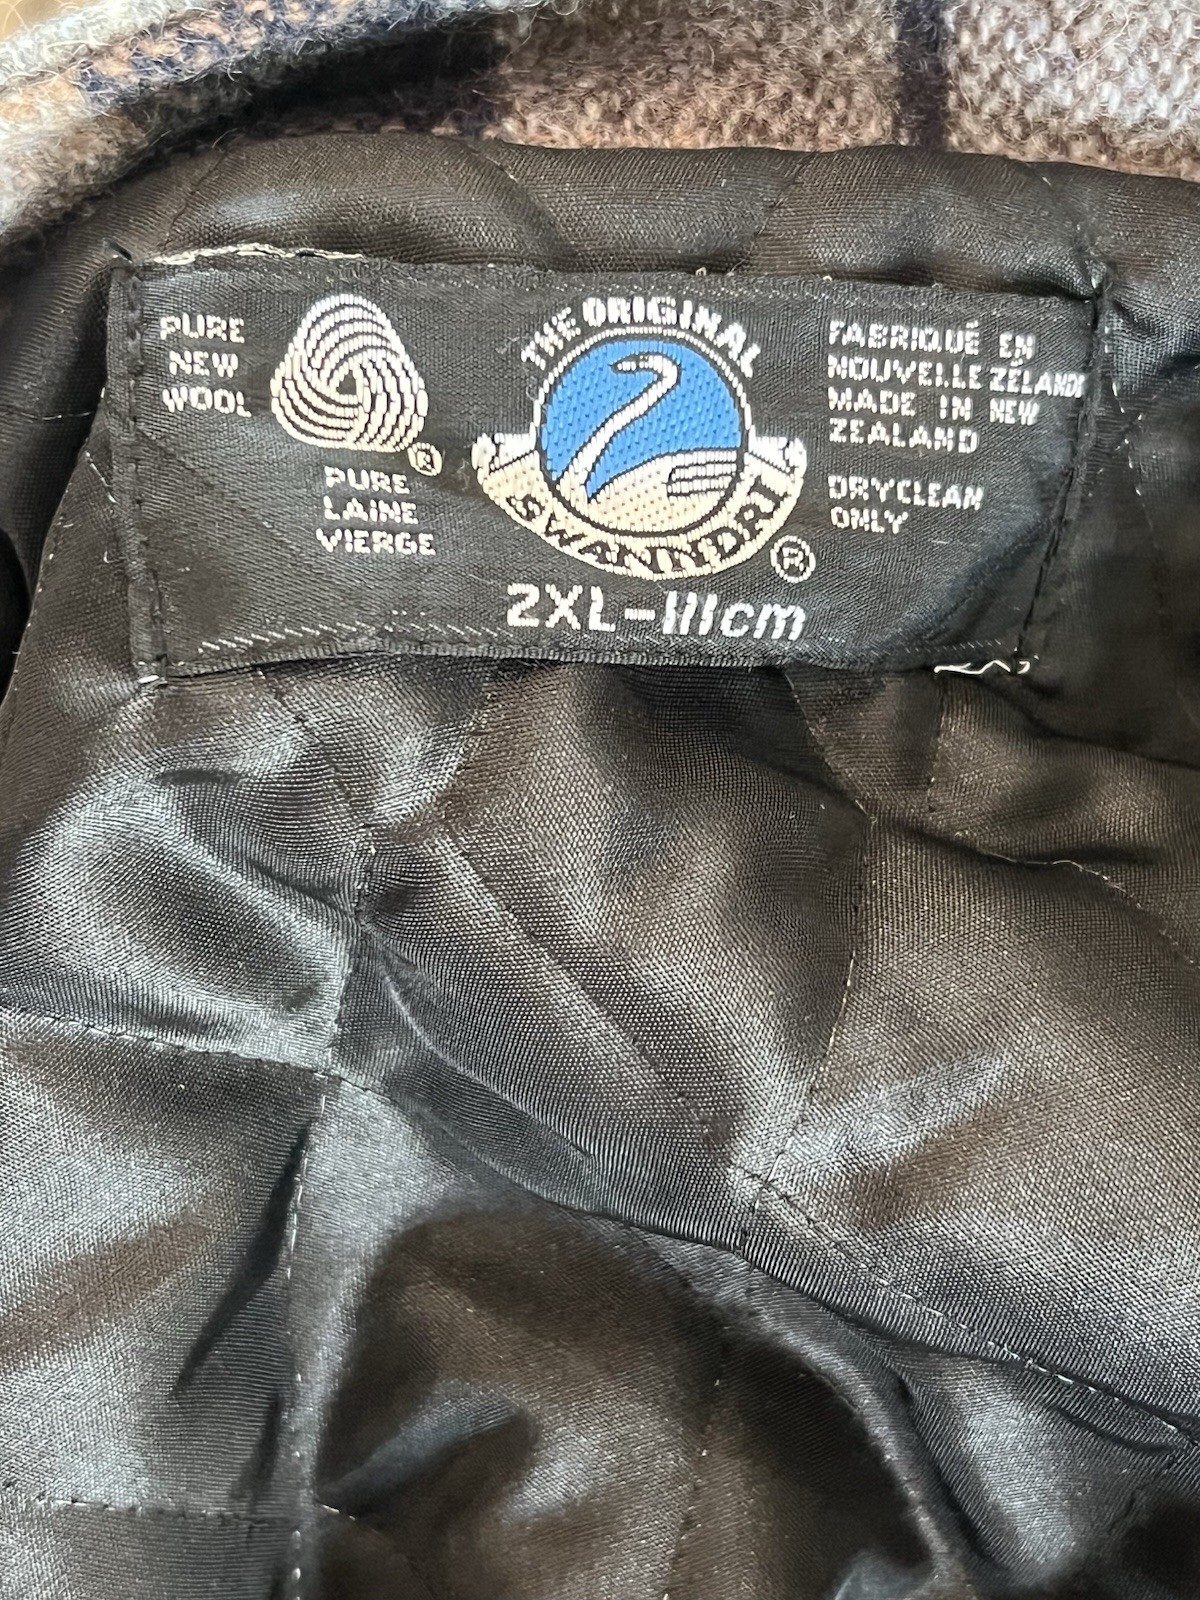 PURE
NEW
WOOL
®
PURE
LAINE
VIERGE
THE ORIGINAL
SWANNDRI
®
2XL-111cm
FABRIQUÉ EN
NOUVELLE ZÉLANDE
MADE IN NEW
ZEALAND
DRYCLEAN
ONLY